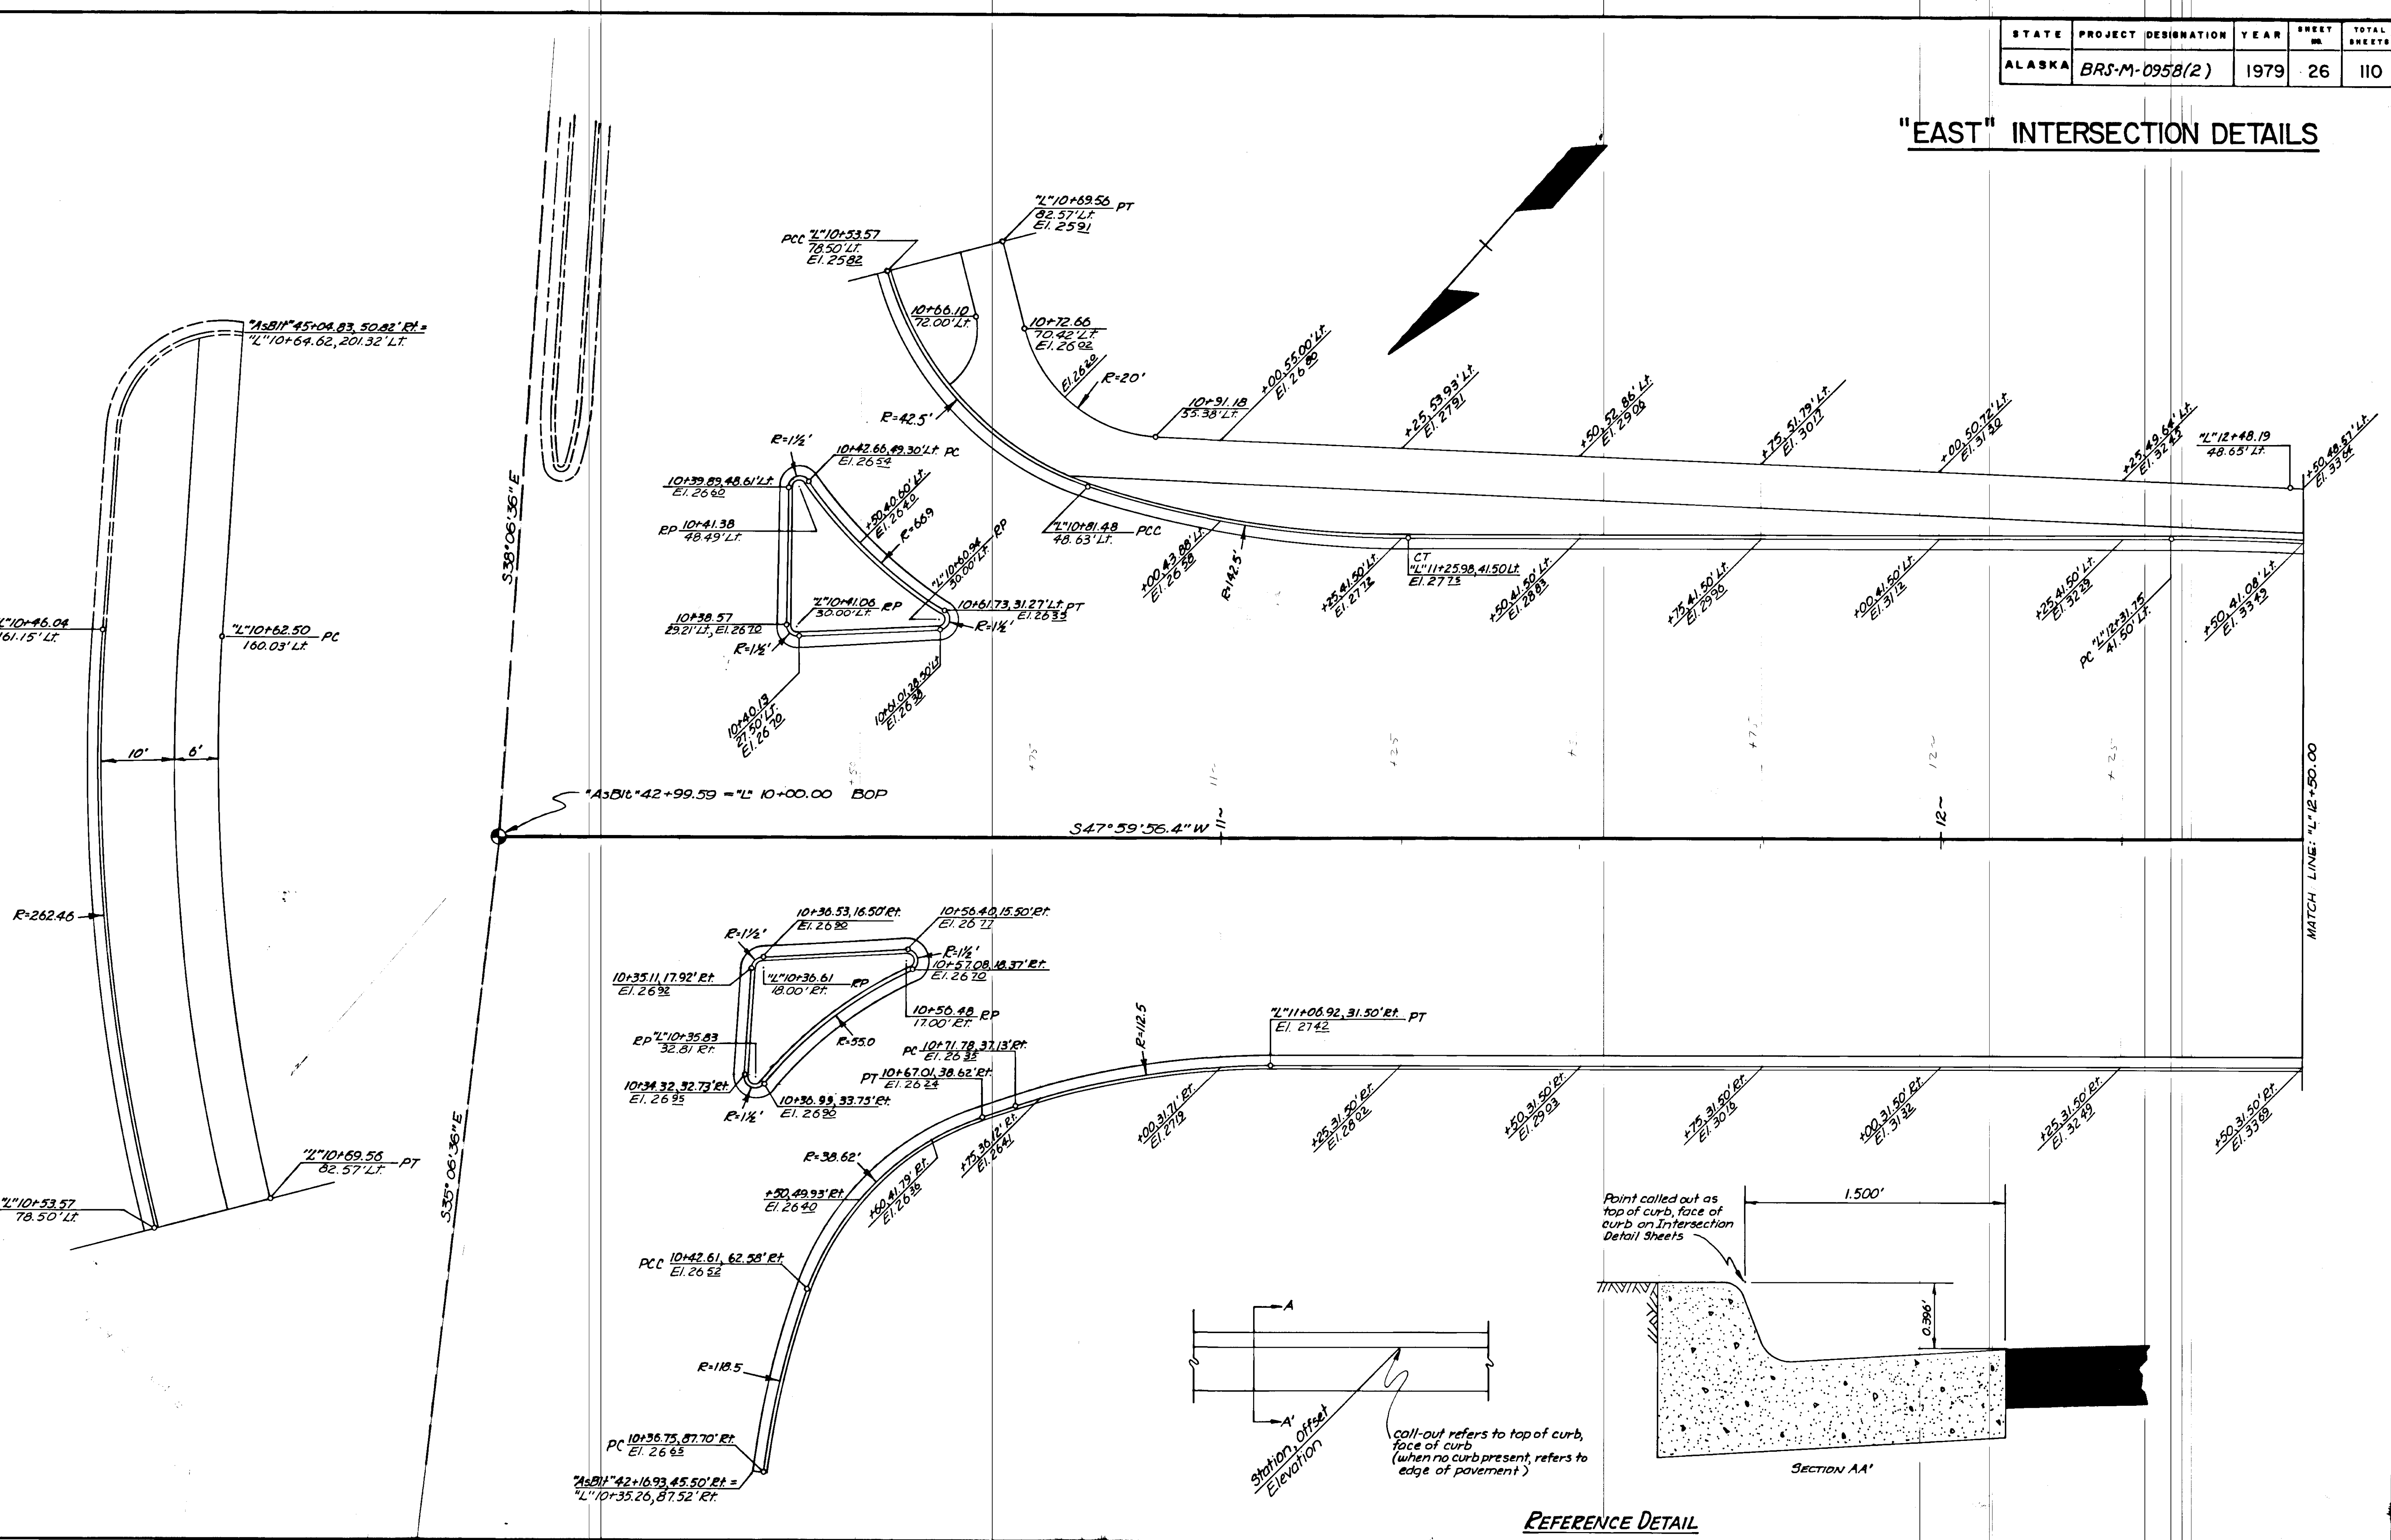 STATE PROJECT DESIGNATION YEAR SHEET NO. TOTAL SHEETS
ALASKA BRS-M-0958(2) 1979 26 110
"EAST" INTERSECTION DETAILS
"L"10+69.56 PT
82.57' Lt.
El. 25 91
PCC "L"10+53.57
78.50' Lt.
El. 25 82
10+66.10
72.00' Lt.
10+72.66
70.42' Lt.
El. 26 02
El. 26 20
R=20'
10+91.18
55.38' Lt.
+00, 55.00' Lt.
El. 26 80
+25, 53.93' Lt.
El. 27 91
+50, 52.86' Lt.
El. 29 06
+75, 51.79' Lt.
El. 30 17
+00, 50.72' Lt.
El. 31 30
+25, 49.64' Lt.
El. 32 45
"L"12+48.19
48.65' Lt.
+50, 48.57' Lt.
El. 33 64
"AsBlt" 45+04.83, 50.82' Rt. =
"L"10+64.62, 201.32' Lt.
R=42.5'
R=1½'
10+42.66, 49.30' Lt. PC
El. 26 54
10+39.89, 48.61' Lt.
El. 26 60
RP 10+41.38
48.49' Lt.
+50, 40.60' Lt.
El. 26 40
R=66.9
"L"10+60.94 RP
30.00' Lt.
"L"10+81.48 PCC
48.63' Lt.
S38°06'36"E
10+38.57
29.21' Lt., El. 26 70
"L"10+41.06 RP
30.00' Lt.
10+61.73, 31.27' Lt. PT
El. 26 35
R=1½'
R=1½'
10+40.13
27.50' Lt.
El. 26 70
10+61.01, 28.50' Lt.
El. 26 38
+00, 43.88' Lt.
El. 26 58
R=142.5'
+25, 41.50' Lt.
El. 27 72
CT
"L"11+25.98, 41.50 Lt.
El. 27 75
+50, 41.50' Lt.
El. 28 83
+75, 41.50' Lt.
El. 29 96
+00, 41.50' Lt.
El. 31 12
+25, 41.50' Lt.
El. 32 29
PC "L"12+31.75
41.50' Lt.
+50, 41.08' Lt.
El. 33 49
"L"10+46.04
161.15' Lt.
"L"10+62.50 PC
160.03' Lt.
10' 6'
+50 +75 11~ +25 +75 12~ +25
"AsBlt" 42+99.59 = "L" 10+00.00 BOP
S47°59'56.4"W
11~
12~
MATCH LINE: "L" 12+50.00
R=262.46
10+36.53, 16.50' Rt.
El. 26 90
10+56.40, 15.50' Rt.
El. 26 77
R=1½'
R=1½'
10+57.08, 18.37' Rt.
El. 26 70
10+35.11, 17.92' Rt.
El. 26 92
"L"10+36.61 RP
18.00' Rt.
10+56.48 RP
17.00' Rt.
RP "L"10+35.83
32.81 Rt.
R=55.0
10+34.32, 32.73' Rt.
El. 26 95
R=1½'
10+36.93, 33.75' Rt.
El. 26 90
PC 10+71.78, 37.13' Rt.
El. 26 35
PT 10+67.01, 38.62' Rt.
El. 26 24
R=112.5
"L"11+06.92, 31.50' Rt. PT
El. 27 42
+75, 36.12' Rt.
El. 26 41
+00, 31.71' Rt.
El. 27 19
+25, 31.50' Rt.
El. 28 02
+50, 31.50' Rt.
El. 29 03
+75, 31.50' Rt.
El. 30 16
+00, 31.50' Rt.
El. 31 32
+25, 31.50' Rt.
El. 32 49
+50, 31.50' Rt.
El. 33 69
R=38.62'
+50, 49.93' Rt.
El. 26 40
+60, 41.79' Rt.
El. 26 36
PCC 10+42.61, 62.58' Rt.
El. 26 52
R=118.5
PC 10+36.75, 87.70' Rt.
El. 26 65
"AsBlt" 42+16.93, 45.50' Rt. =
"L"10+35.26, 87.52' Rt.
"L"10+69.56 PT
82.57' Lt.
"L"10+53.57
78.50' Lt.
S35°06'36"E
A
A'
Station, offset
Elevation
call-out refers to top of curb,
face of curb
(when no curb present, refers to
edge of pavement)
Point called out as
top of curb, face of
curb on Intersection
Detail Sheets
1.500'
0.396'
SECTION AA'
REFERENCE DETAIL